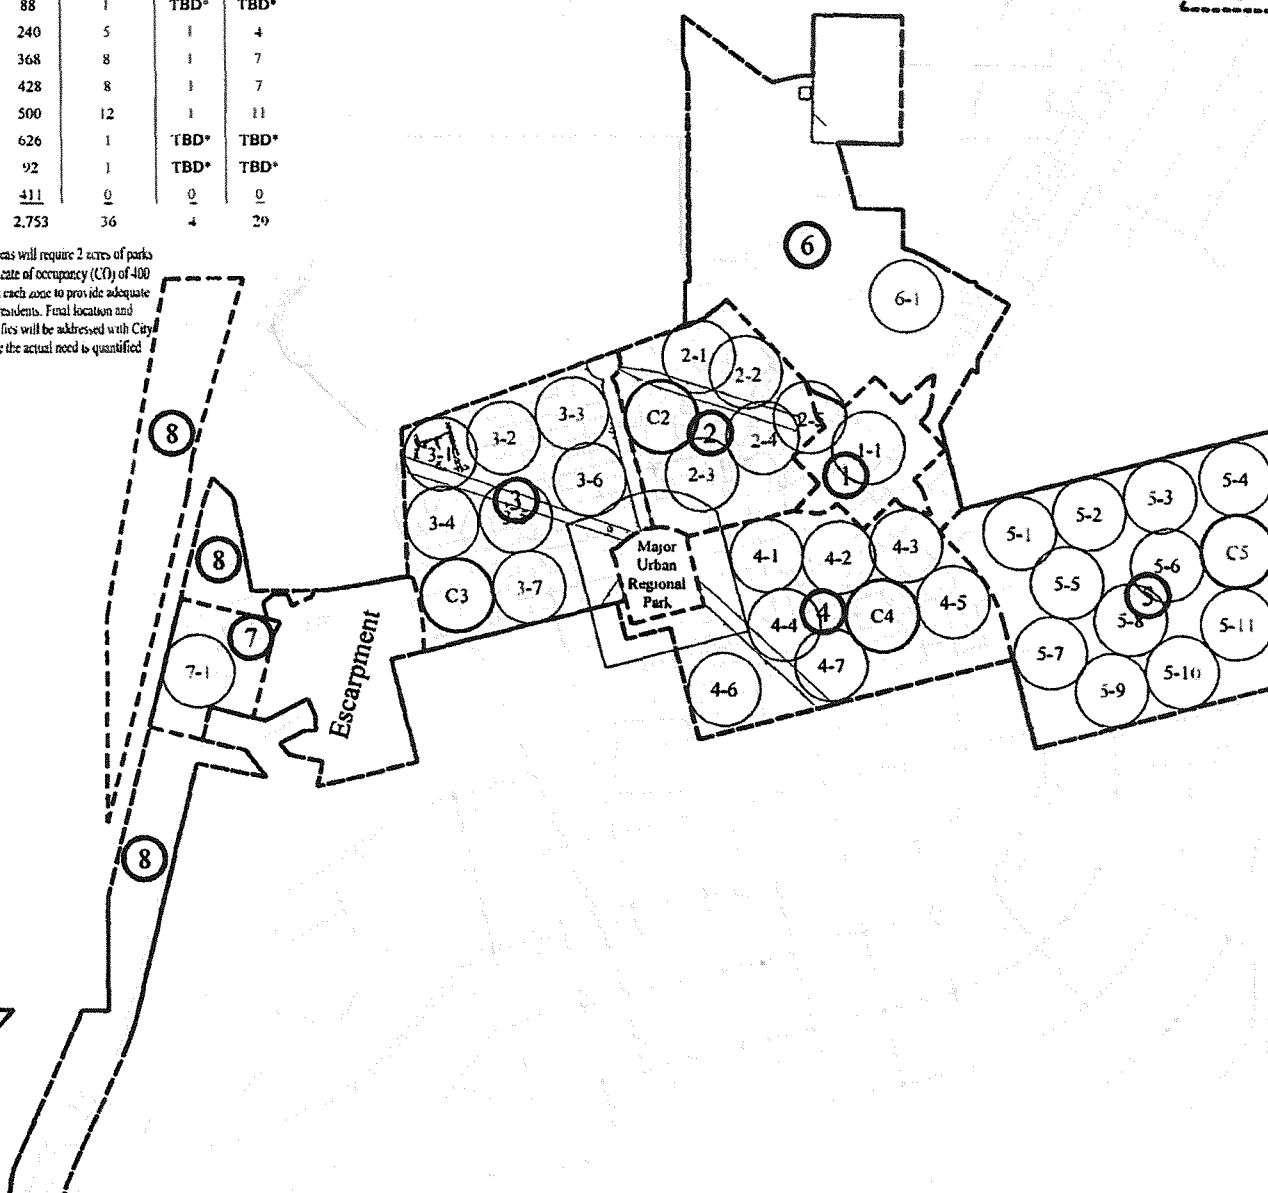 88 1 TBD* TBD*
240 5 1 4
368 8 1 7
428 8 1 7
500 12 1 11
626 1 TBD* TBD*
92 1 TBD* TBD*
411 0 0 0
2,753 36 4 29
eas will require 2 acres of parks
cate of occupancy (CO) of 400
each zone to provide adequate
residents. Final location and
fics will be addressed with City
the actual need is quantified
6
6-1
8
2-1
2-2
3-3
C2
2-5
3-2
2
2-4
1-1
3-1
2-3
1
3-6
3
5-4
5-3
5-2
3-4
5-1
8
Major
Urban
Regional
Park
4-1
4-2
4-3
C5
5-6
5-5
C3
3-7
5
4-5
4
C4
4-4
5-8
5-11
7
Escarpment
7-1
5-7
4-7
4-6
5-10
5-9
8